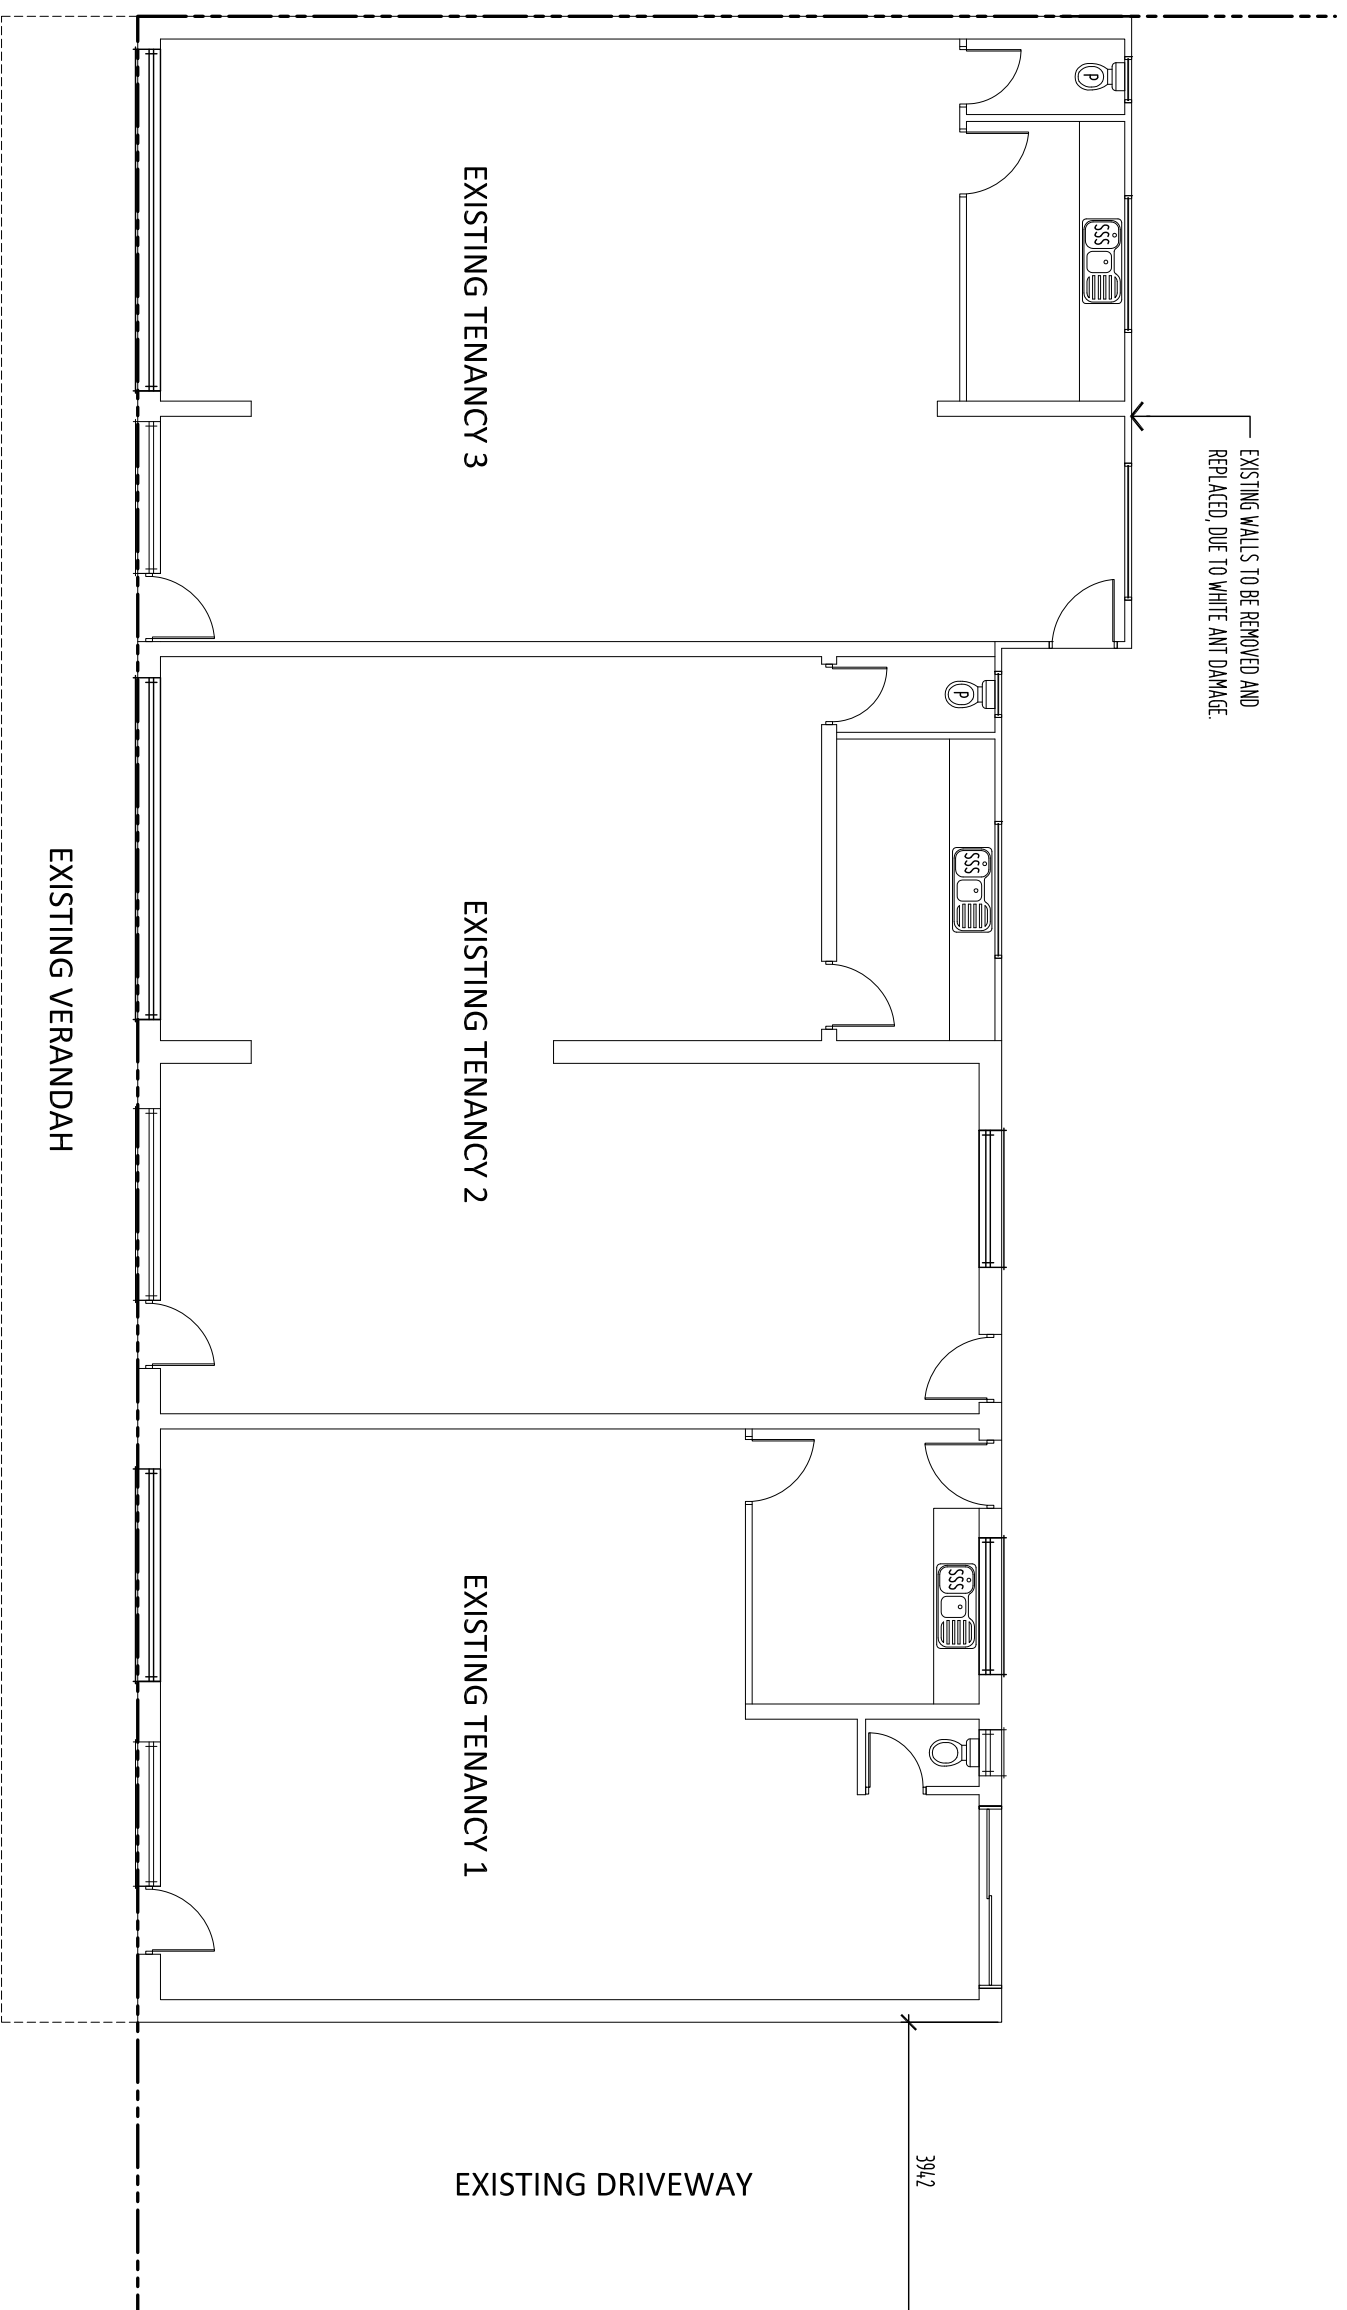 EXISTING WALLS TO BE REMOVED AND
REPLACED, DUE TO WHITE ANT DAMAGE.
P
EXISTING TENANCY 3
P
EXISTING TENANCY 2
EXISTING TENANCY 1
EXISTING VERANDAH
3942
EXISTING DRIVEWAY